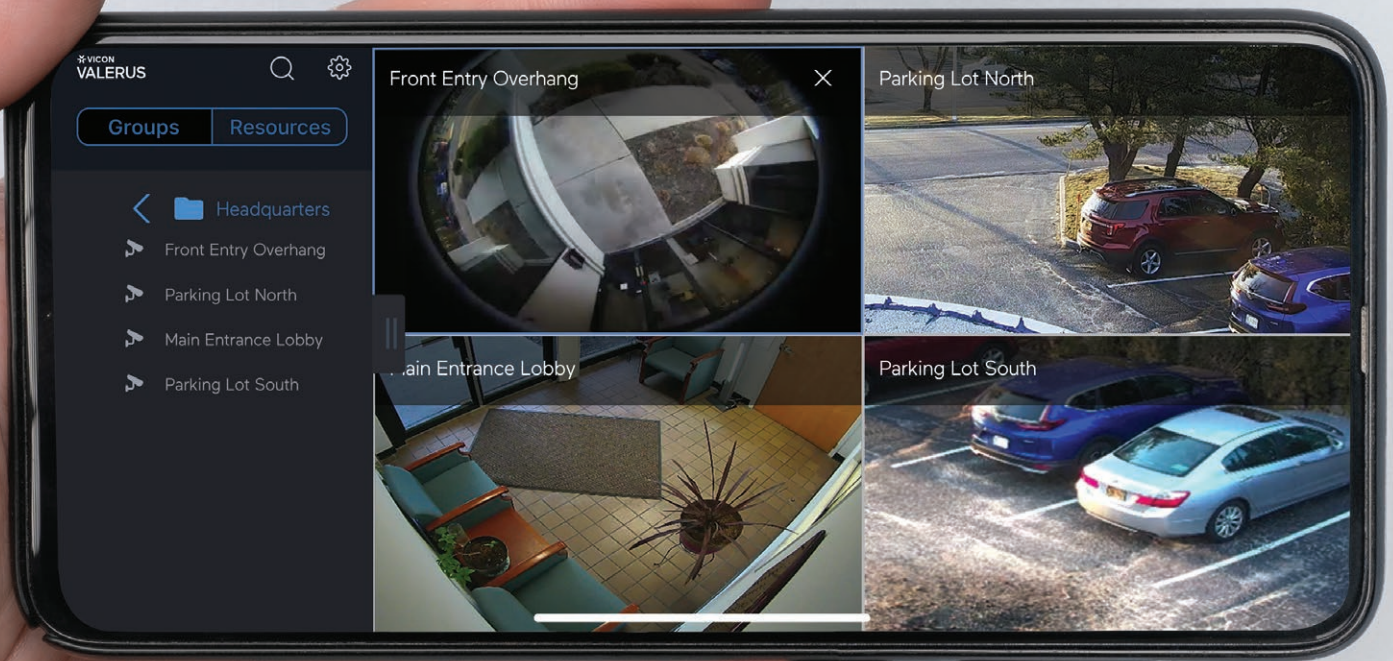 VICON
VALERUS
Groups
Resources
Headquarters
Front Entry Overhang
Parking Lot North
Main Entrance Lobby
Parking Lot South
Front Entry Overhang
Parking Lot North
ain Entrance Lobby
Parking Lot South